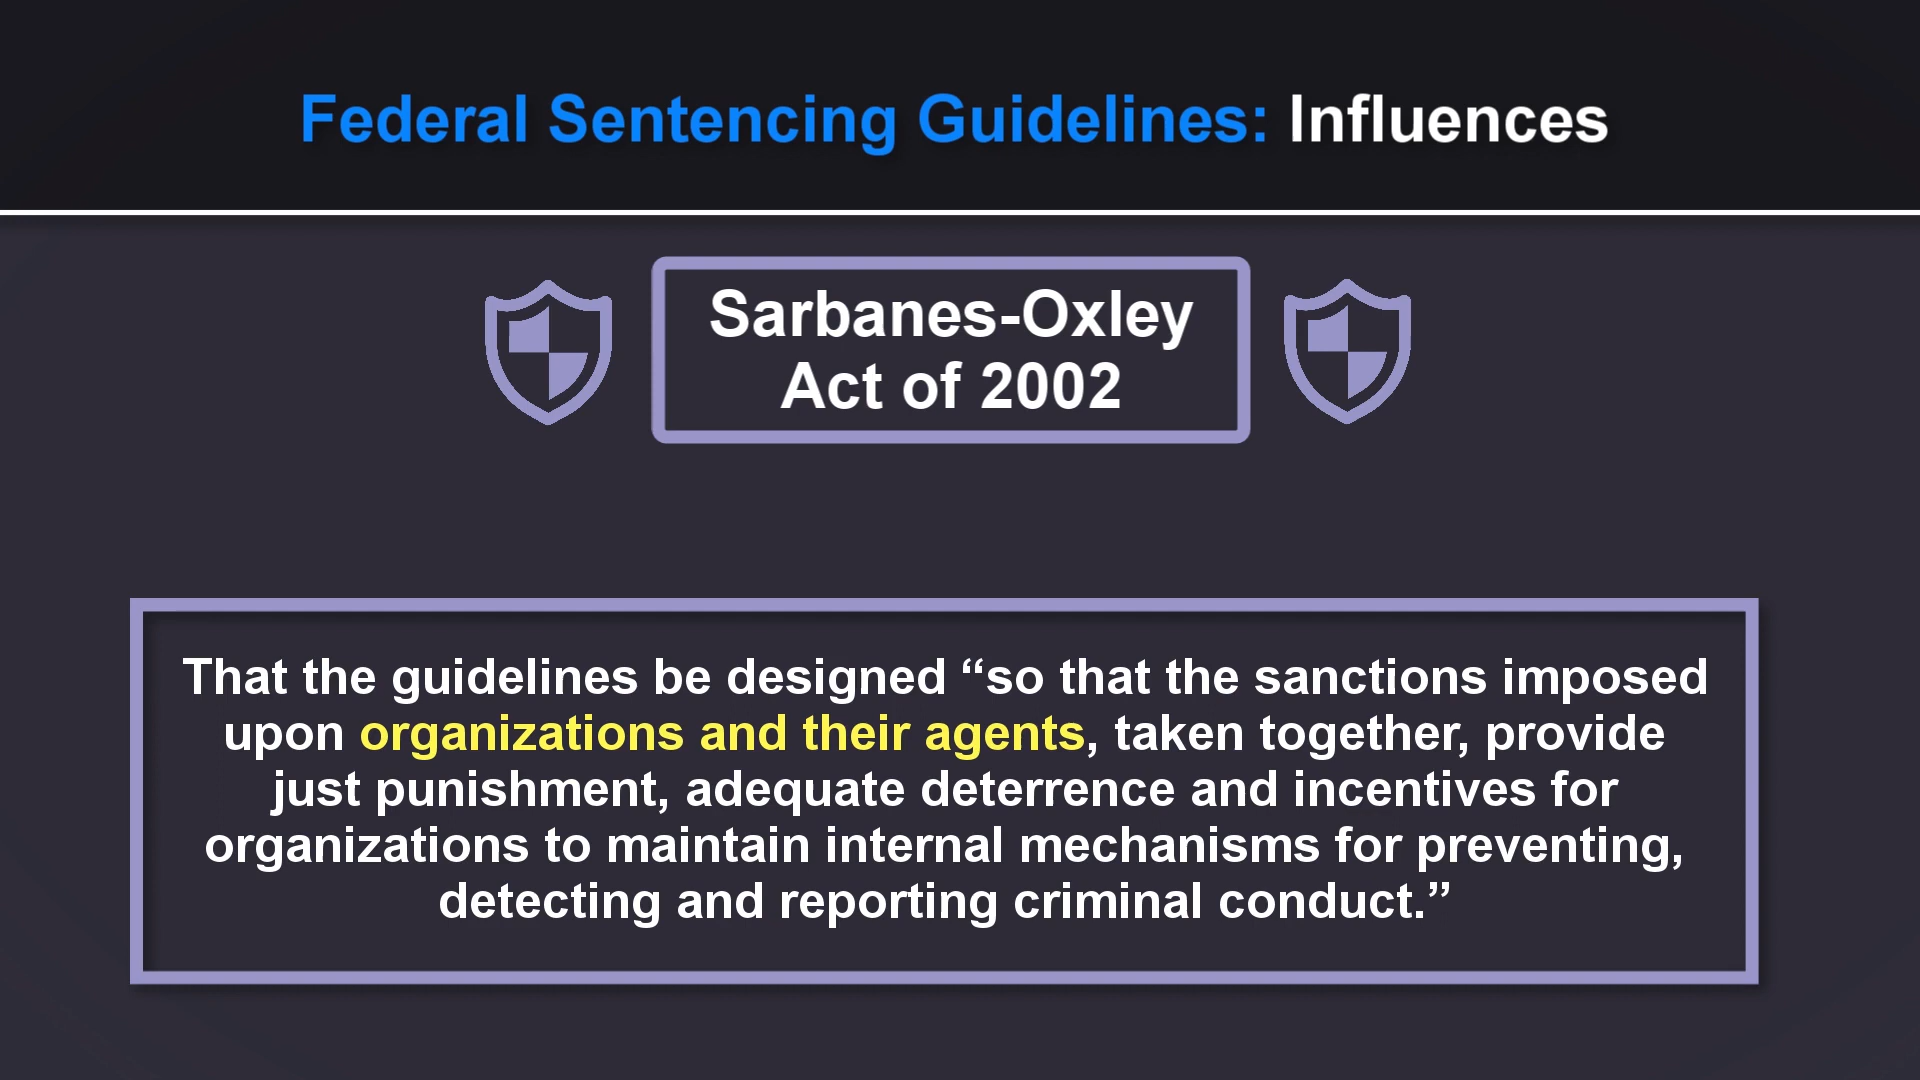 Federal Sentencing Guidelines: Influences
Sarbanes-Oxley
Act of 2002
That the guidelines be designed “so that the sanctions imposed
upon organizations and their agents, taken together, provide
just punishment, adequate deterrence and incentives for
organizations to maintain internal mechanisms for preventing,
detecting and reporting criminal conduct.”